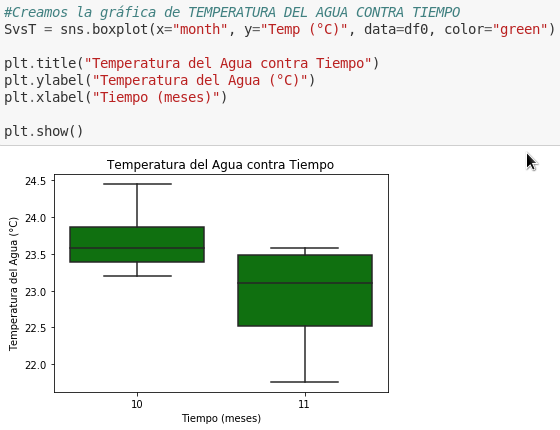 #Creamos la gráfica de TEMPERATURA DEL AGUA CONTRA TIEMPO
SvsT = sns.boxplot(x="month", y="Temp (°C)", data=df0, color="green")
plt.title("Temperatura del Agua contra Tiempo")
plt.ylabel("Temperatura del Agua (°C)")
plt.xlabel("Tiempo (meses)")
plt.show()
Temperatura del Agua contra Tiempo
24.5
24.0
23.5
23.0
22.5
22.0
Temperatura del Agua (°C)
10 11
Tiempo (meses)